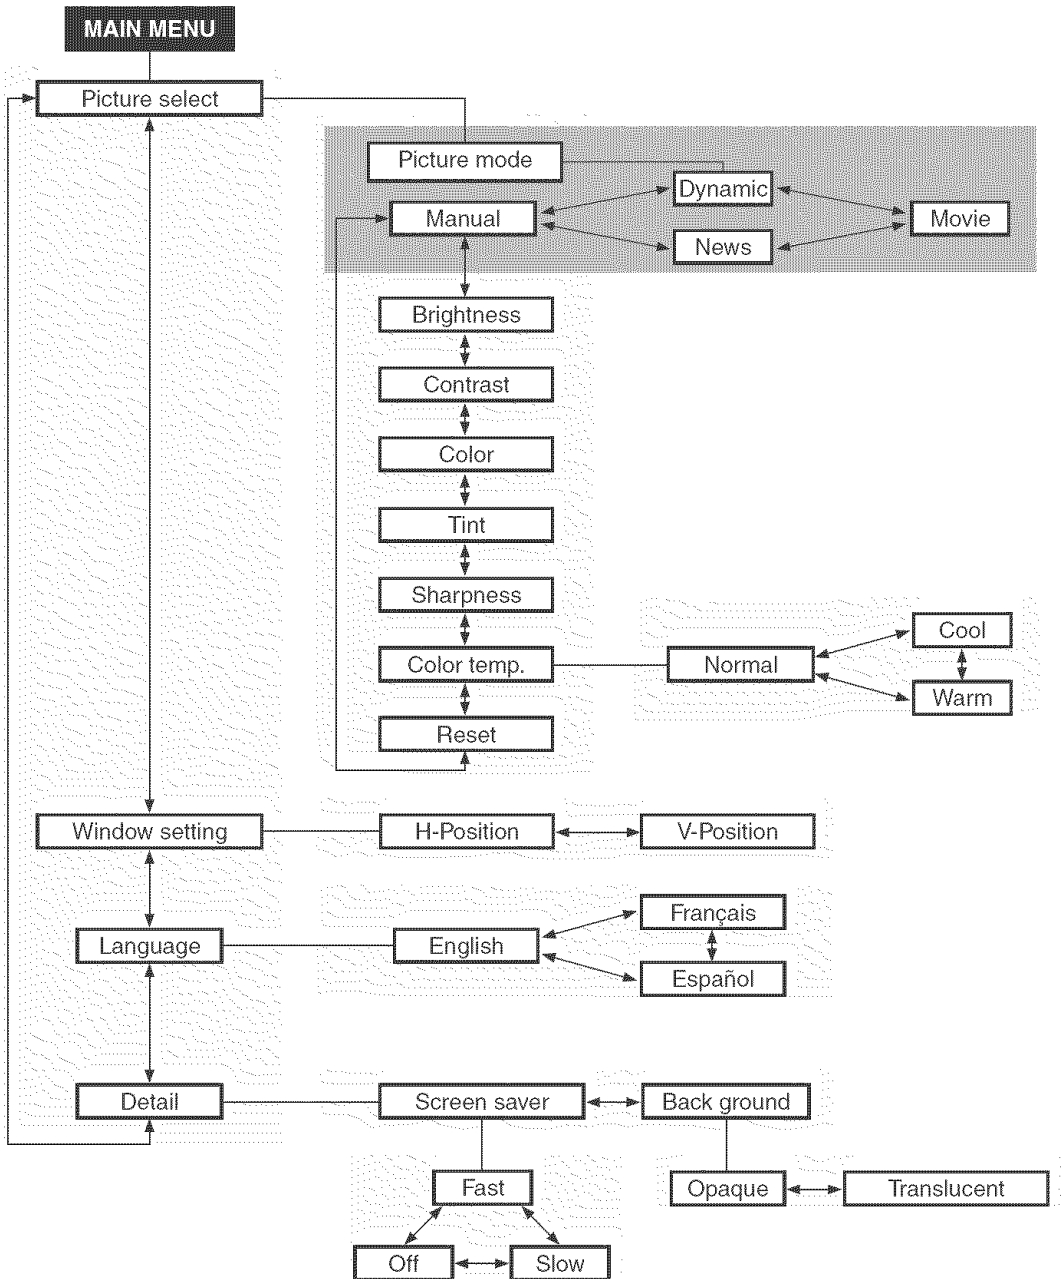 MAIN MENU
Picture select
Picture mode
Dynamic
Manual
Movie
News
Brightness
Contrast
Color
Tint
Sharpness
Cool
Color temp.
Normal
Warm
Reset
Window setting
H-Position
V-Position
Français
Language
English
Español
Detail
Screen saver
Back ground
Fast
Opaque
Translucent
Off
Slow